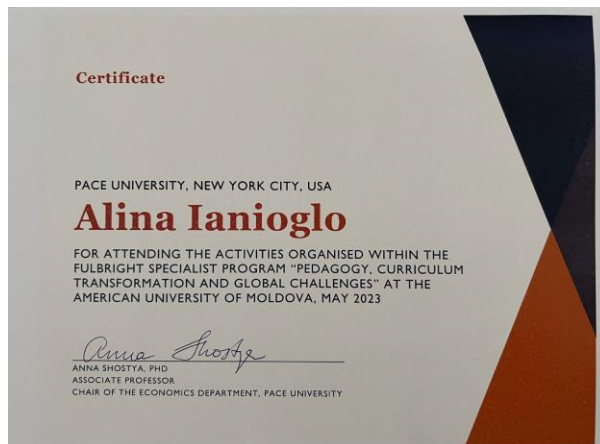 Certificate
PACE UNIVERSITY, NEW YORK CITY, USA
Alina Ianioglo
FOR ATTENDING THE ACTIVITIES ORGANISED WITHIN THE
FULBRIGHT SPECIALIST PROGRAM "PEDAGOGY, CURRICULUM
TRANSFORMATION AND GLOBAL CHALLENGES" AT THE
AMERICAN UNIVERSITY OF MOLDOVA, MAY 2023
Anna Shostya
ANNA SHOSTYA, PHD
ASSOCIATE PROFESSOR
CHAIR OF THE ECONOMICS DEPARTMENT, PACE UNIVERSITY